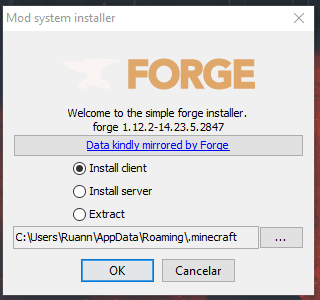 Mod system installer
FORGE
Welcome to the simple forge installer.
forge 1.12.2-14.23.5.2847
Data kindly mirrored by Forge
Install client
Install server
Extract
C:\Users\Ruann\AppData\Roaming\.minecraft
...
OK
Cancelar